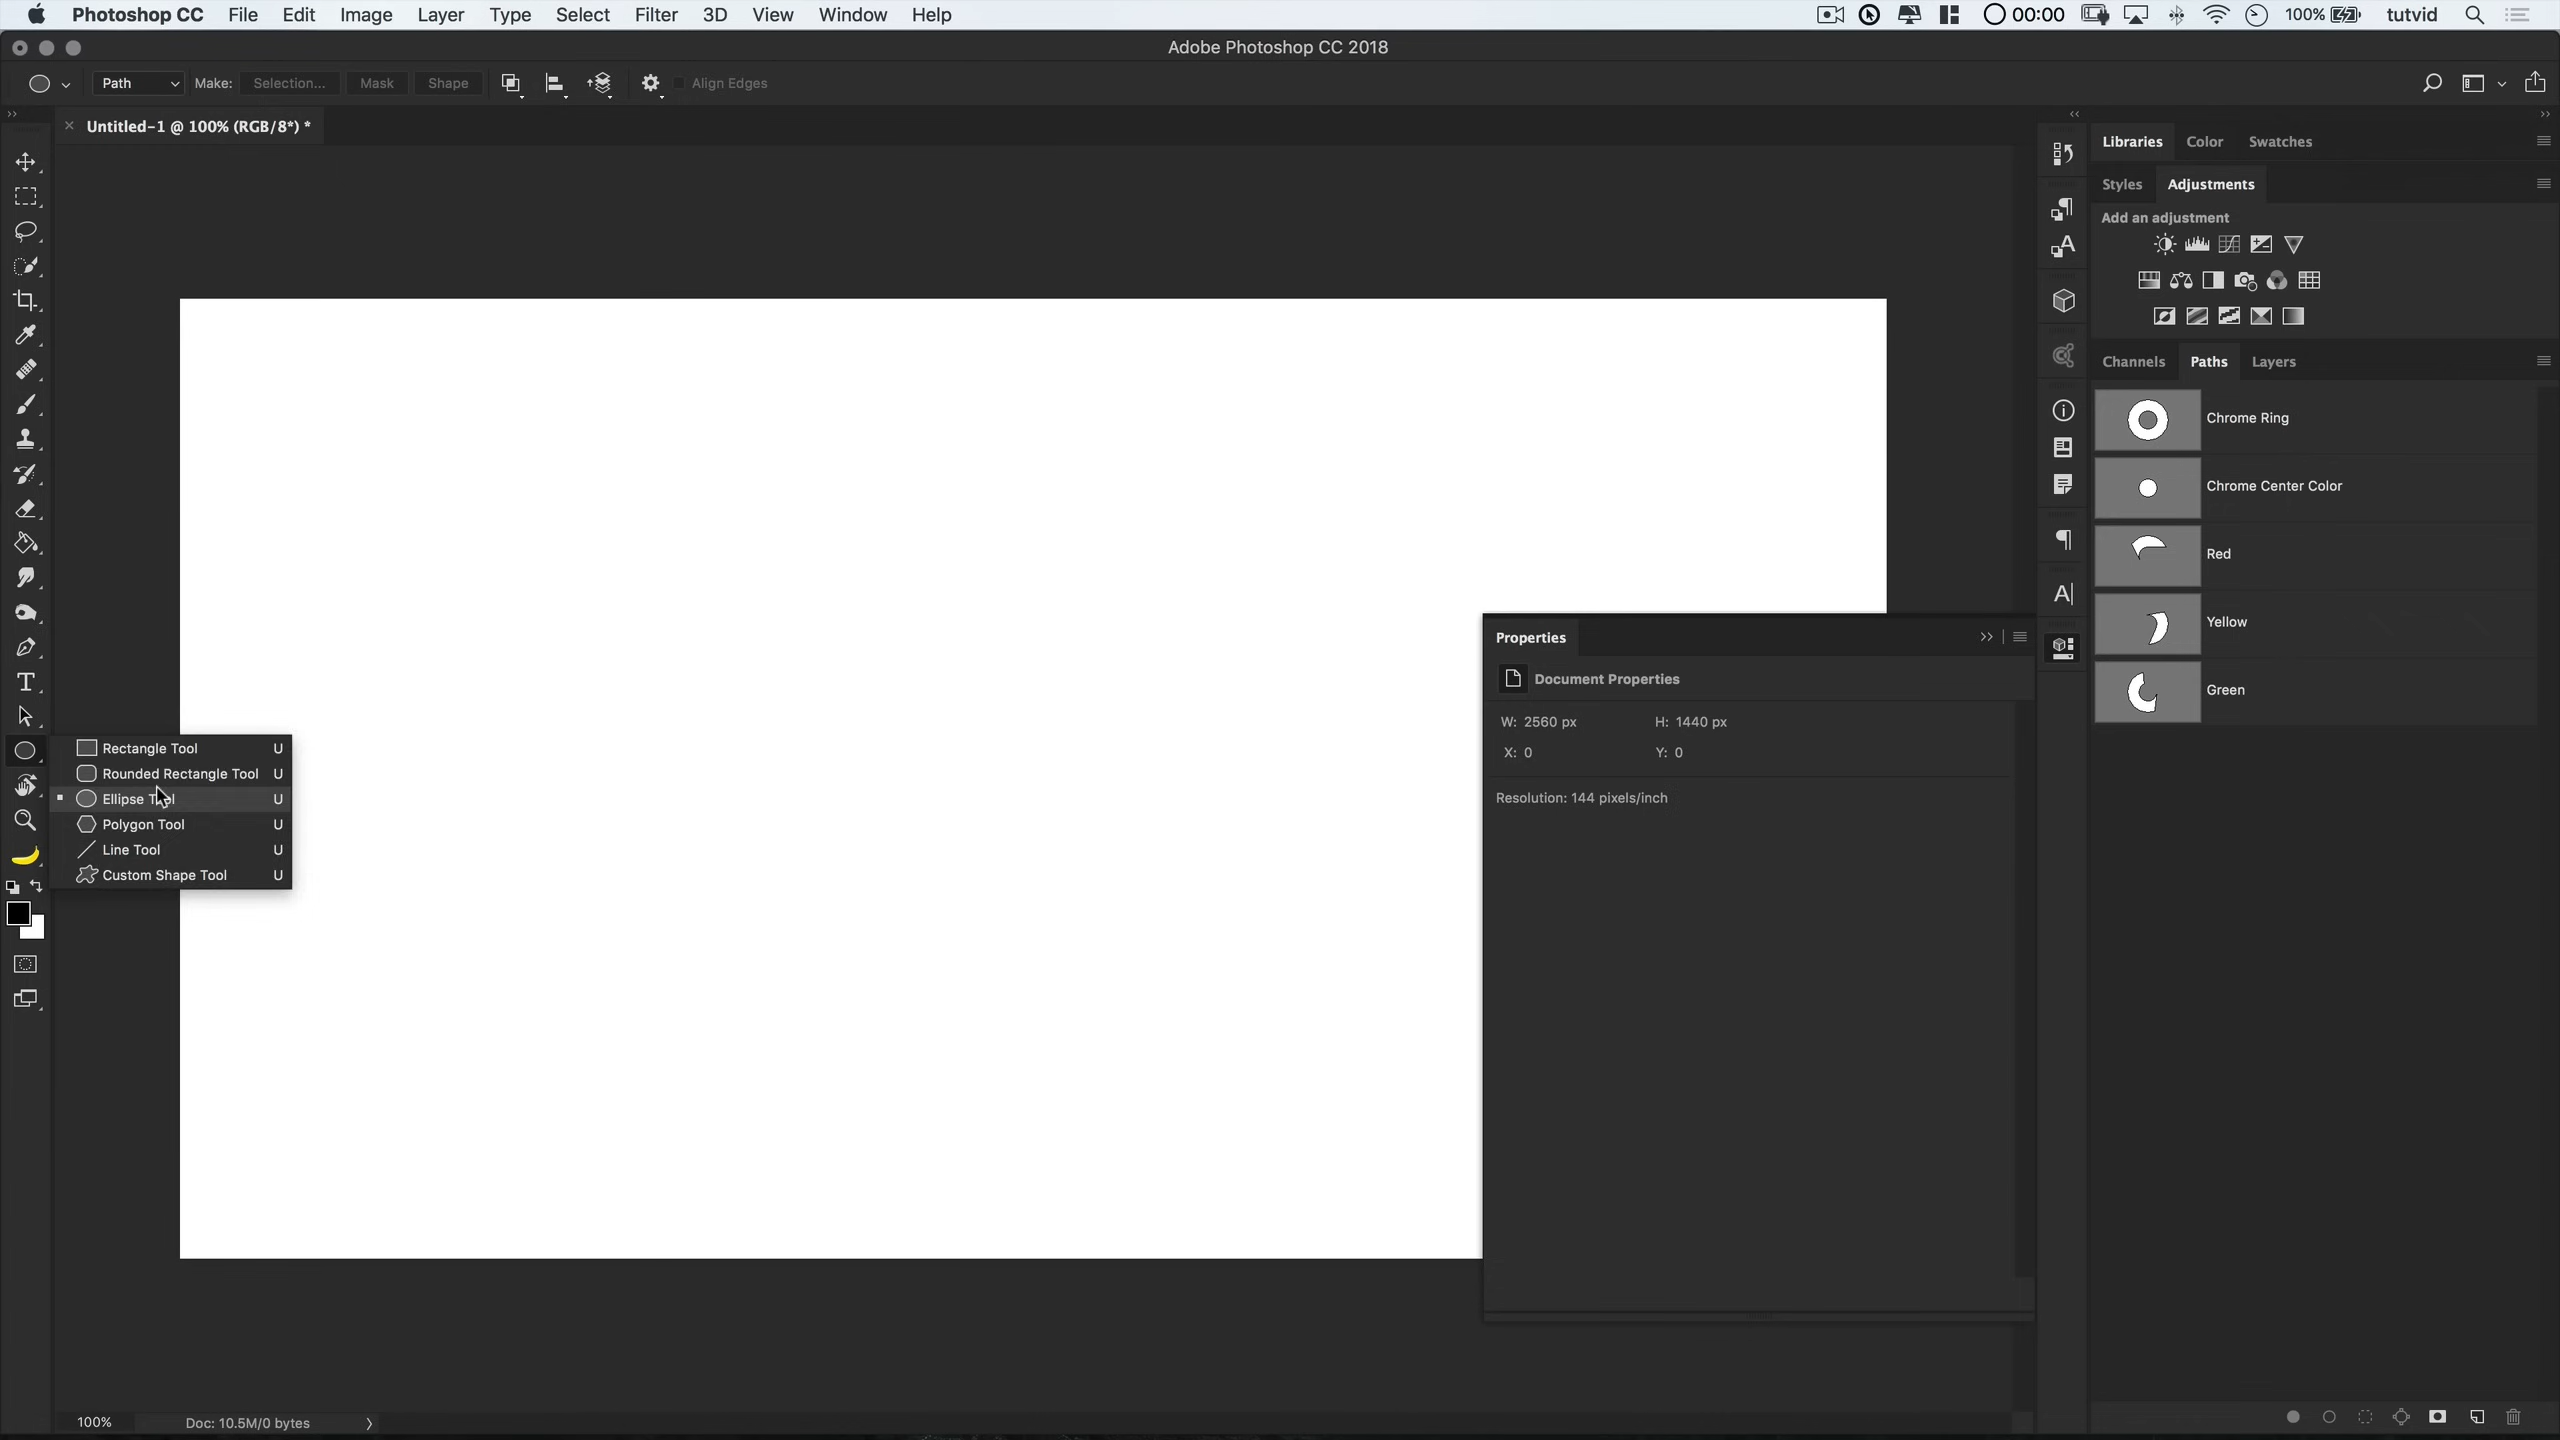 Photoshop CC File Edit Image Layer Type Select Filter 3D View Window Help 00:00 100% tutvid
Adobe Photoshop CC 2018
Path Make: Selection... Mask Shape Align Edges
Untitled-1 @ 100% (RGB/8*) *
Libraries Color Swatches
Styles Adjustments
Add an adjustment
Channels Paths Layers
Chrome Ring
Chrome Center Color
Red
Yellow
Green
Properties
Document Properties
W: 2560 px H: 1440 px
X: 0 Y: 0
Resolution: 144 pixels/inch
Rectangle Tool U
Rounded Rectangle Tool U
Ellipse Tool U
Polygon Tool U
Line Tool U
Custom Shape Tool U
100% Doc: 10.5M/0 bytes